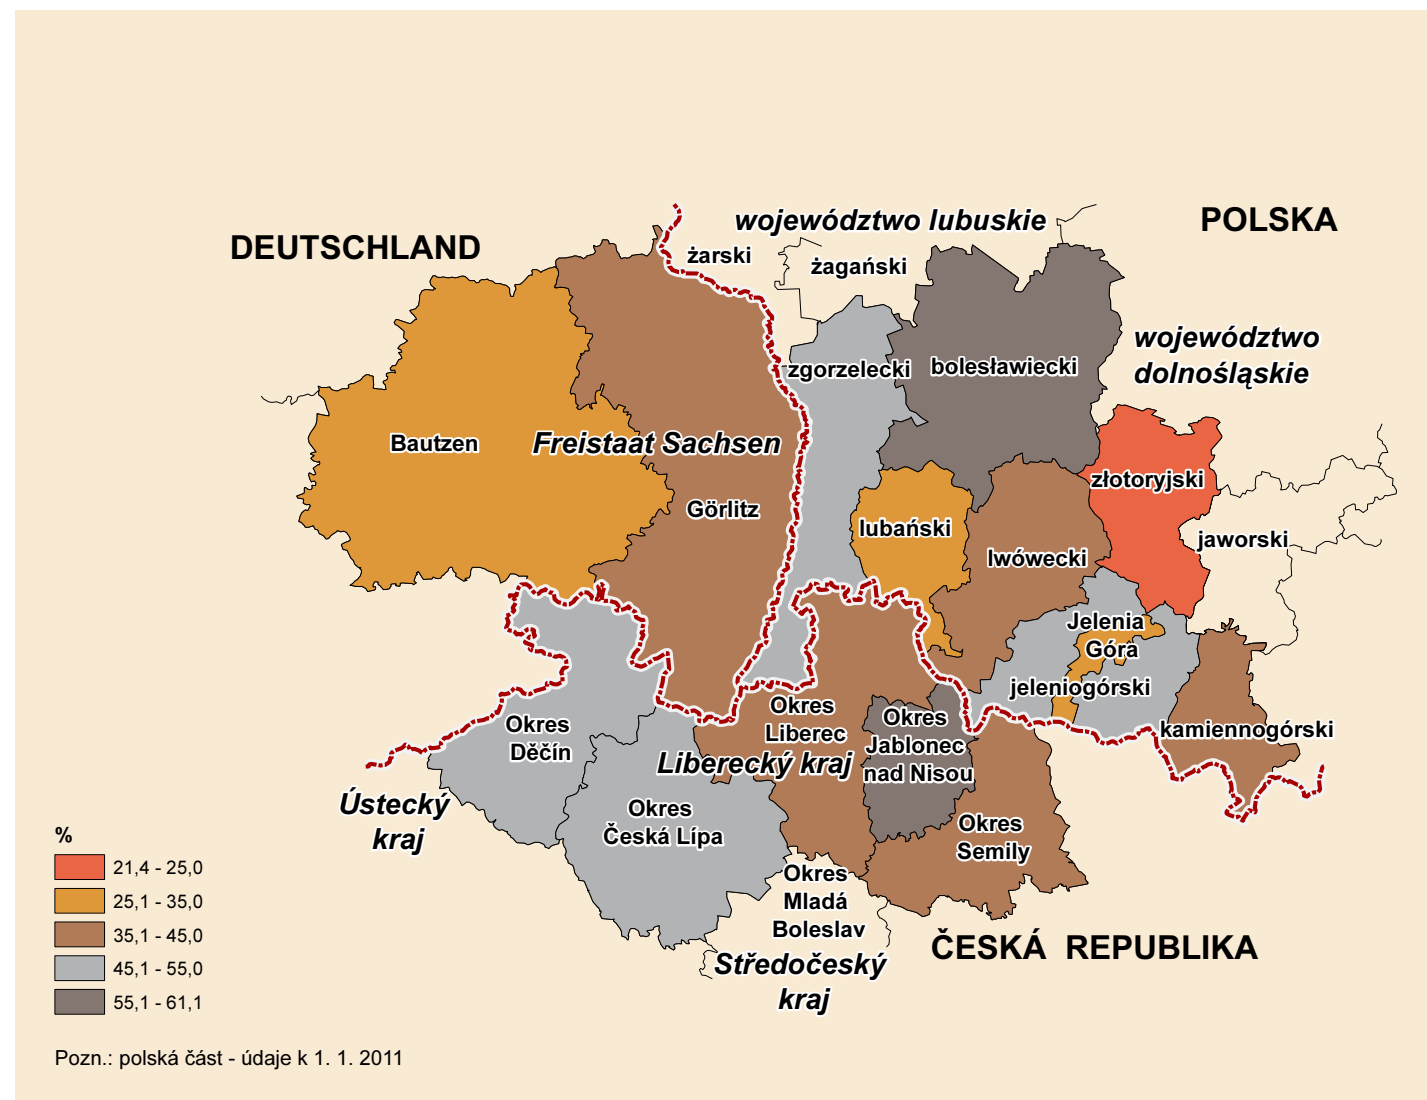 województwo lubuskie
POLSKA
DEUTSCHLAND
żarski
żagański
województwo
dolnośląskie
zgorzelecki
bolesławiecki
Bautzen
Freistaat Sachsen
złotoryjski
Görlitz
lubański
jaworski
lwówecki
Jelenia
Góra
jeleniogórski
Okres
Děčín
Okres
Liberec
Okres
Jablonec
nad Nisou
kamiennogórski
Liberecký kraj
Ústecký
kraj
Okres
Česká Lípa
Okres
Semily
Okres
Mladá
Boleslav
ČESKÁ REPUBLIKA
Středočeský
kraj
%
21,4 - 25,0
25,1 - 35,0
35,1 - 45,0
45,1 - 55,0
55,1 - 61,1
Pozn.: polská část - údaje k 1. 1. 2011